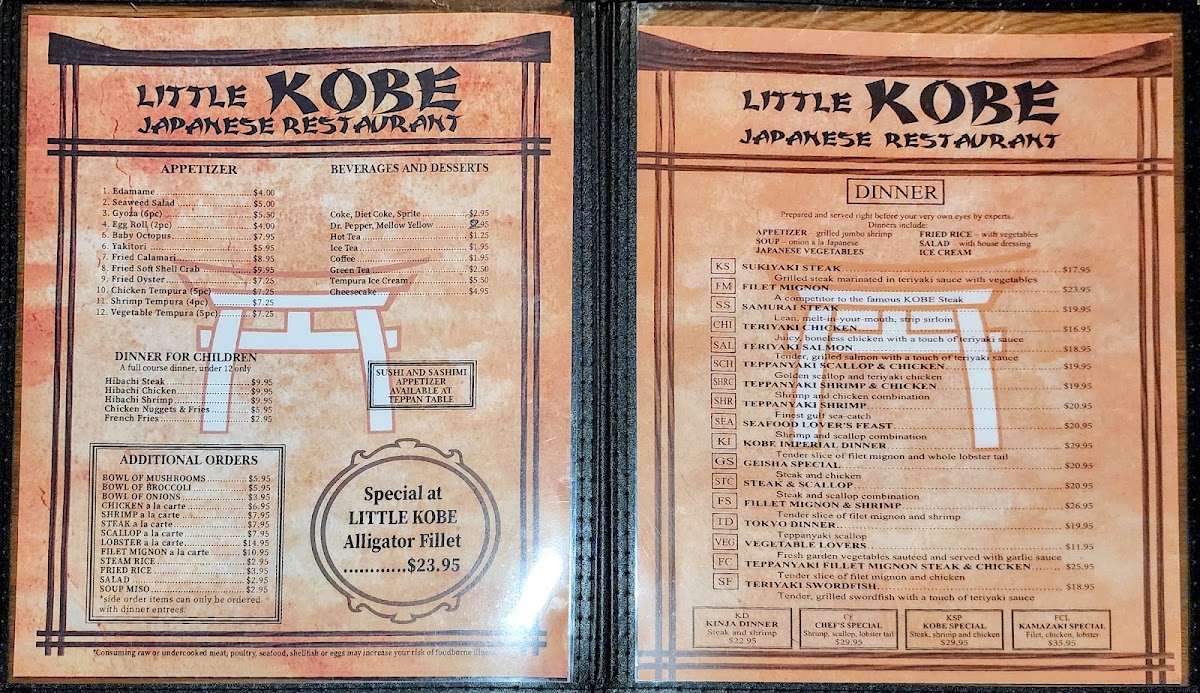 LITTLE KOBE
JAPANESE RESTAURANT
APPETIZER
1. Edamame $4.00
2. Seaweed Salad $5.00
3. Gyoza (6pc) $5.50
4. Egg Roll (2pc) $4.00
6. Baby Octopus $7.95
6. Yakitori $5.95
7. Fried Calamari $8.95
8. Fried Soft Shell Crab $9.95
9. Fried Oyster $7.25
10. Chicken Tempura (5pc) $7.25
11. Shrimp Tempura (4pc) $7.25
12. Vegetable Tempura (5pc) $7.25
BEVERAGES AND DESSERTS
Coke, Diet Coke, Sprite $2.95
Dr. Pepper, Mellow Yellow $2.95
Hot Tea $1.25
Ice Tea $1.95
Coffee $1.95
Green Tea $2.50
Tempura Ice Cream $5.50
Cheesecake $4.95
DINNER FOR CHILDREN
A full course dinner, under 12 only
Hibachi Steak $9.95
Hibachi Chicken $9.95
Hibachi Shrimp $9.95
Chicken Nuggets & Fries $5.95
French Fries $2.95
SUSHI AND SASHIMI
APPETIZER
AVAILABLE AT
TEPPAN TABLE
ADDITIONAL ORDERS
BOWL OF MUSHROOMS $5.95
BOWL OF BROCCOLI $5.95
BOWL OF ONIONS $3.95
CHICKEN a la carte $6.95
SHRIMP a la carte $7.95
STEAK a la carte $7.95
SCALLOP a la carte $7.95
LOBSTER a la carte $14.95
FILET MIGNON a la carte $10.95
STEAM RICE $2.95
FRIED RICE $3.95
SALAD $2.95
SOUP MISO $2.95
*side order items can only be ordered
with dinner entrees.
Special at
LITTLE KOBE
Alligator Fillet
............$23.95
*Consuming raw or undercooked meat; poultry, seafood, shellfish or eggs may increase your risk of foodborne illness.
LITTLE KOBE
JAPANESE RESTAURANT
DINNER
Prepared and served right before your very own eyes by experts.
Dinners include:
APPETIZER – grilled jumbo shrimp
SOUP – onion a la Japanese
JAPANESE VEGETABLES
FRIED RICE – with vegetables
SALAD – with house dressing
ICE CREAM
KS SUKIYAKI STEAK $17.95
Grilled steak marinated in teriyaki sauce with vegetables
FM FILET MIGNON $23.95
A competitor to the famous KOBE Steak
SS SAMURAI STEAK $19.95
Lean, melt-in-your-mouth, strip sirloin
CHI TERIYAKI CHICKEN $16.95
Juicy, boneless chicken with a touch of teriyaki sauce
SAL TERIYAKI SALMON $18.95
Tender, grilled salmon with a touch of teriyaki sauce
SCH TEPPANYAKI SCALLOP & CHICKEN $19.95
Golden scallop and teriyaki chicken
SHRC TEPPANYAKI SHRIMP & CHICKEN $19.95
Shrimp and chicken combination
SHR TEPPANYAKI SHRIMP $20.95
Finest gulf sea-catch
SEA SEAFOOD LOVER'S FEAST $20.95
Shrimp and scallop combination
KI KOBE IMPERIAL DINNER $29.95
Tender slice of filet mignon and whole lobster tail
GS GEISHA SPECIAL $20.95
Steak and chicken
STC STEAK & SCALLOP $20.95
Steak and scallop combination
FS FILLET MIGNON & SHRIMP $26.95
Tender slice of filet mignon and shrimp
TD TOKYO DINNER $19.95
Teppanyaki scallop
VEG VEGETABLE LOVERS $11.95
Fresh garden vegetables sautéed and served with garlic sauce
FC TEPPANYAKI FILLET MIGNON STEAK & CHICKEN $25.95
Tender slice of filet mignon and chicken
SF TERIYAKI SWORDFISH $18.95
Tender, grilled swordfish with a touch of teriyaki sauce
KD
KINJA DINNER
Steak and shrimp
$22.95
CF
CHEF'S SPECIAL
Shrimp, scallop, lobster tail
$29.95
KSP
KOBE SPECIAL
Steak, shrimp and chicken
$29.95
FCL
KAMAZAKI SPECIAL
Filet, chicken, lobster
$35.95